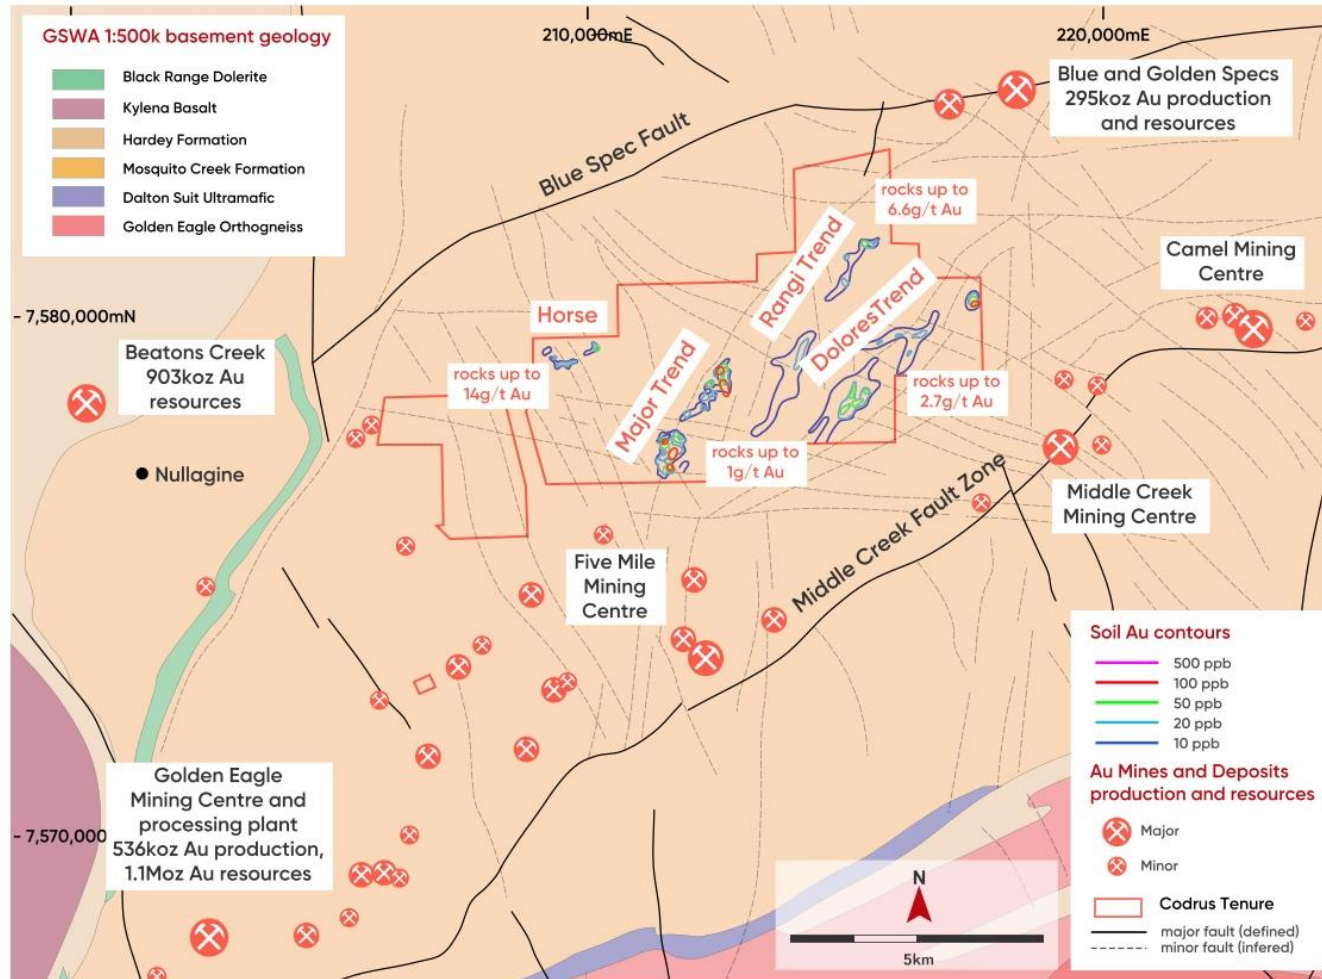 GSWA 1:500k basement geology
Black Range Dolerite
Kylena Basalt
Hardey Formation
Mosquito Creek Formation
Dalton Suit Ultramafic
Golden Eagle Orthogneiss
210,000mE
220,000mE
Blue and Golden Specs
295koz Au production
and resources
Blue Spec Fault
rocks up to
6.6g/t Au
Rangi Trend
Camel Mining
Centre
Dolores Trend
Horse
- 7,580,000mN
Beatons Creek
903koz Au
resources
Major Trend
rocks up to
14g/t Au
rocks up to
2.7g/t Au
rocks up to
1g/t Au
Nullagine
Middle Creek
Mining Centre
Middle Creek Fault Zone
Five Mile
Mining
Centre
Golden Eagle
Mining Centre and
processing plant
536koz Au production,
1.1Moz Au resources
- 7,570,000
Soil Au contours
500 ppb
100 ppb
50 ppb
20 ppb
10 ppb
Au Mines and Deposits
production and resources
Major
Minor
Codrus Tenure
major fault (defined)
minor fault (infered)
N
5km